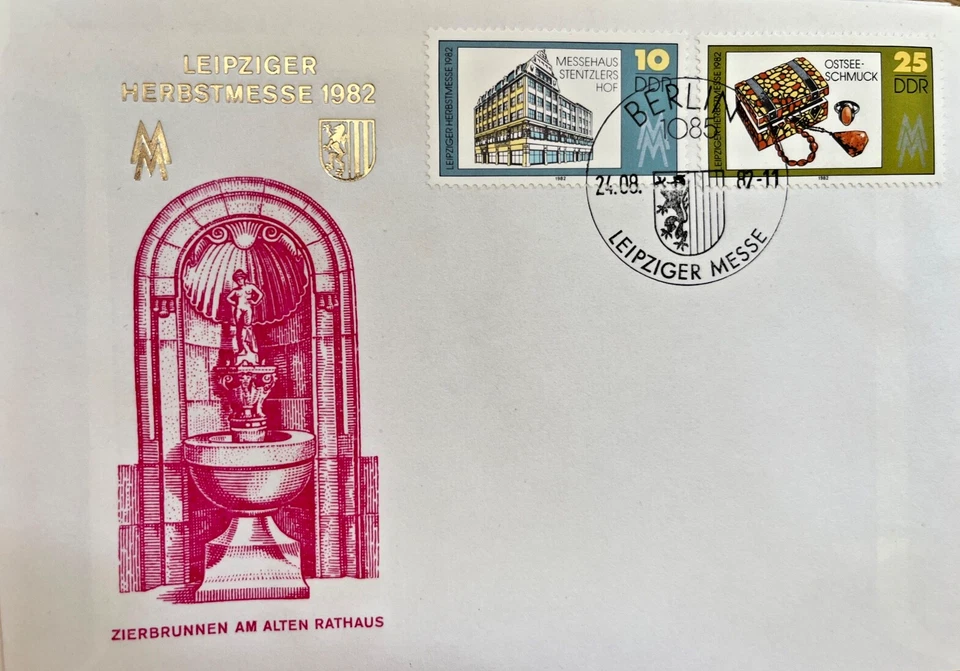 LEIPZIGER
HERBSTMESSE 1982
LEIPZIGER HERBSTMESSE 1982
MESSEHAUS
STENTZLERS
HOF
10
DDR
1982
LEIPZIGER HERBSTMESSE 1982
OSTSEE-
SCHMUCK
25
DDR
1982
BERLIN
1085
24.08. 82-11
LEIPZIGER MESSE
ZIERBRUNNEN AM ALTEN RATHAUS